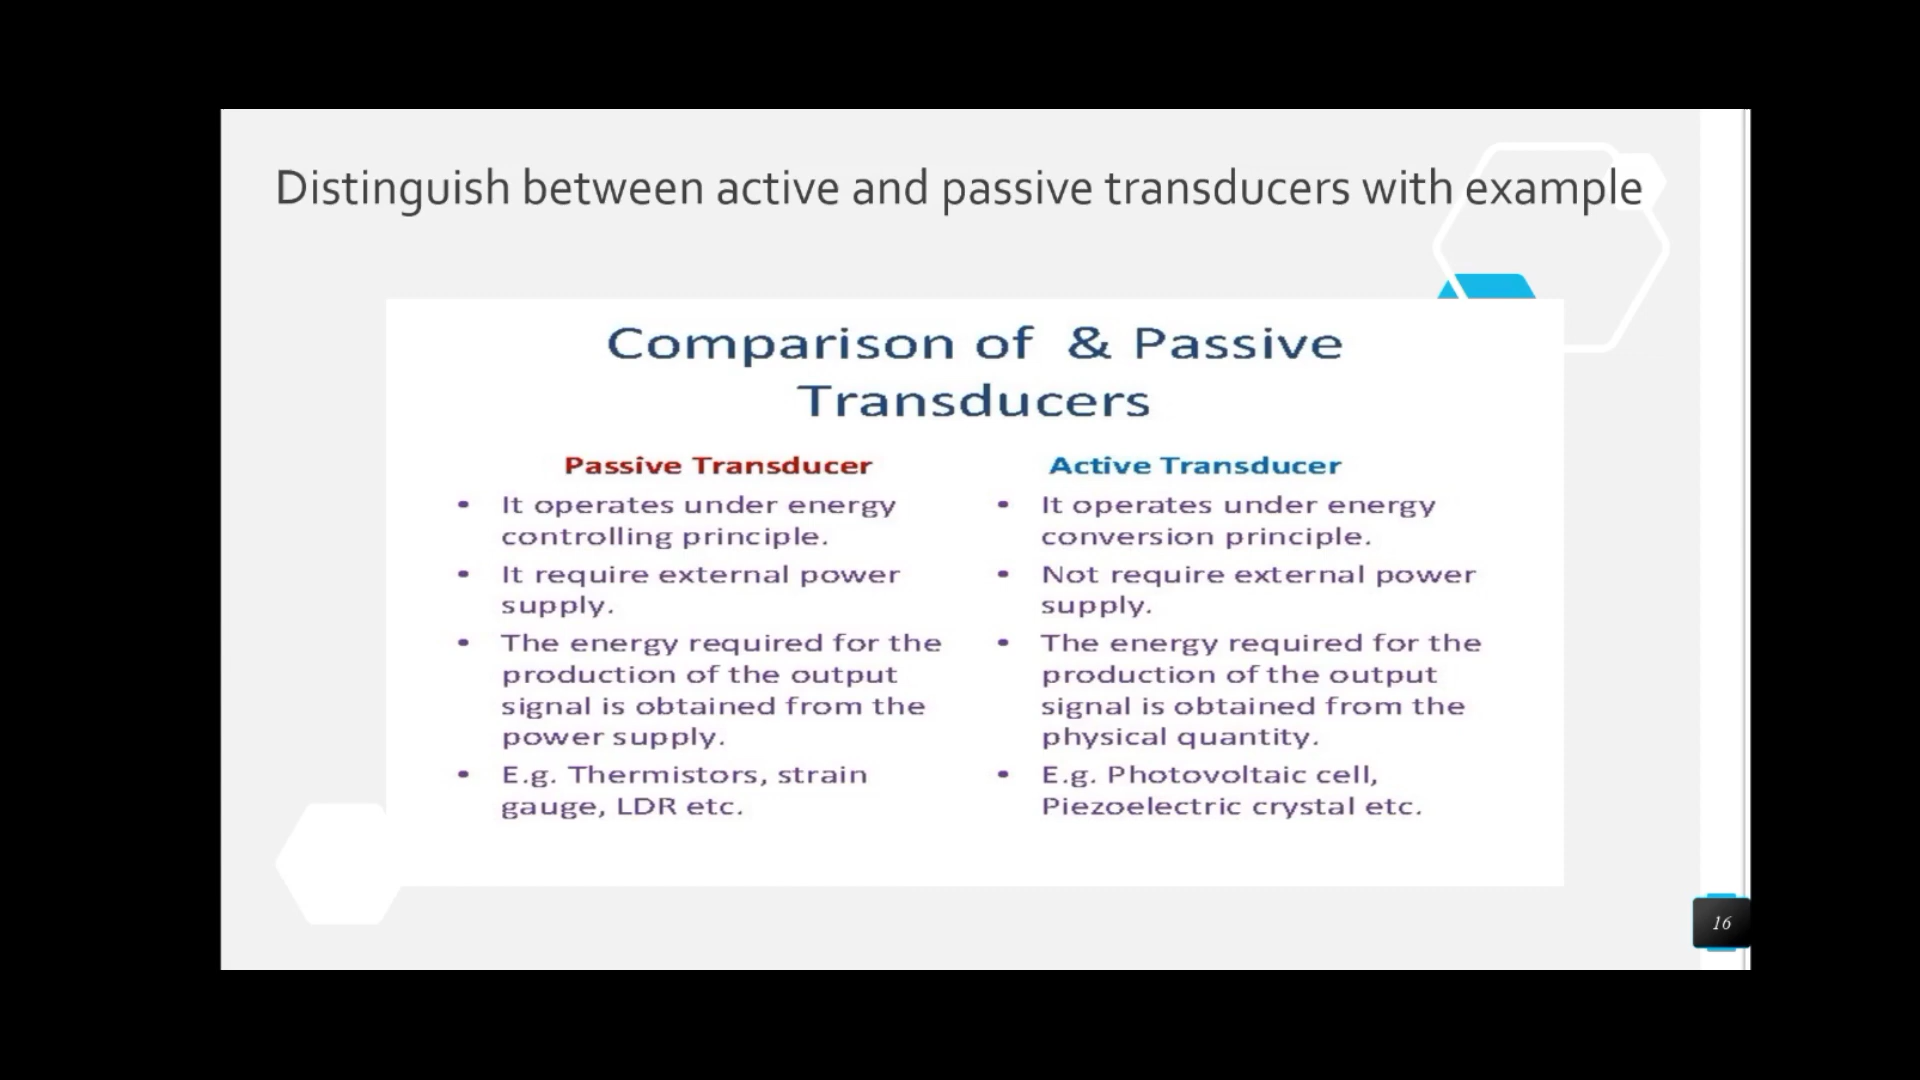 Distinguish between active and passive transducers with example
Comparison of & Passive
Transducers
Passive Transducer
• It operates under energy
controlling principle.
• It require external power
supply.
• The energy required for the
production of the output
signal is obtained from the
power supply.
• E.g. Thermistors, strain
gauge, LDR etc.
Active Transducer
• It operates under energy
conversion principle.
• Not require external power
supply.
• The energy required for the
production of the output
signal is obtained from the
physical quantity.
• E.g. Photovoltaic cell,
Piezoelectric crystal etc.
16